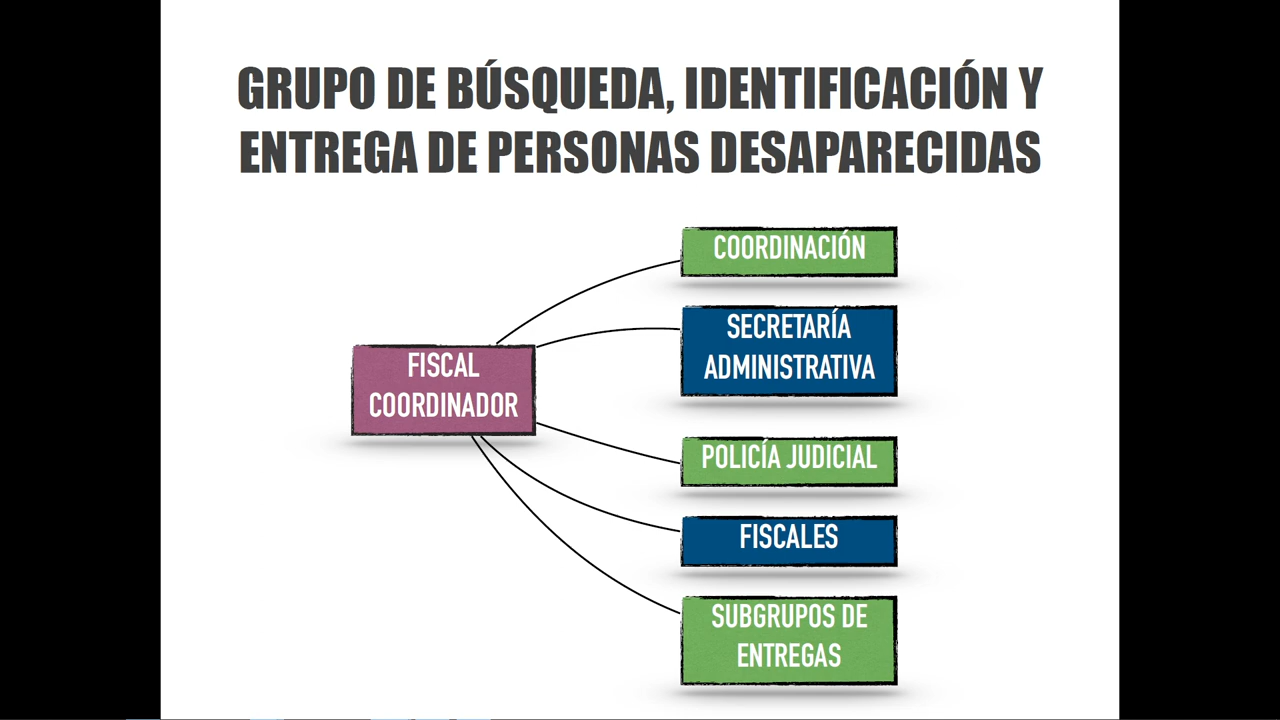 GRUPO DE BÚSQUEDA, IDENTIFICACIÓN Y
ENTREGA DE PERSONAS DESAPARECIDAS
COORDINACIÓN
SECRETARÍA
ADMINISTRATIVA
FISCAL
COORDINADOR
POLICÍA JUDICIAL
FISCALES
SUBGRUPOS DE
ENTREGAS